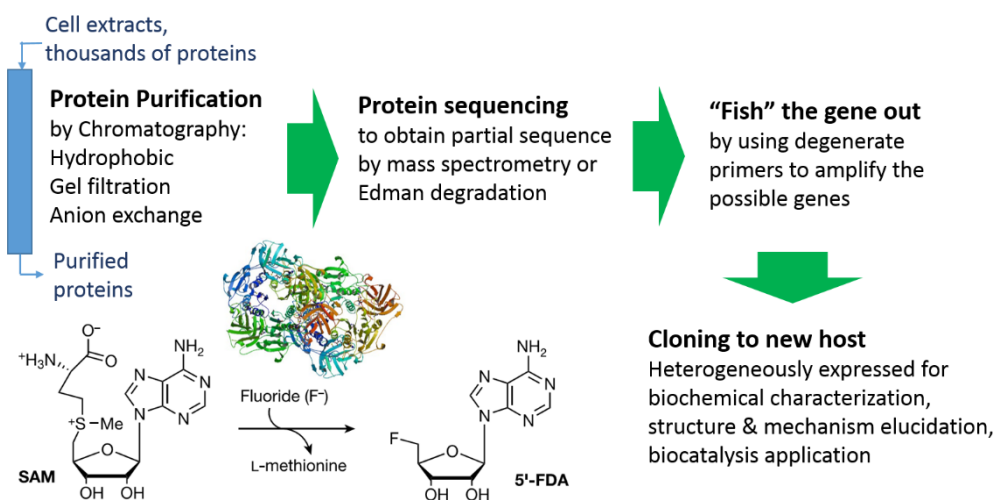 Cell extracts,
thousands of proteins
Protein Purification
by Chromatography:
Hydrophobic
Gel filtration
Anion exchange
Purified
proteins
Protein sequencing
to obtain partial sequence
by mass spectrometry or
Edman degradation
“Fish” the gene out
by using degenerate
primers to amplify the
possible genes
Cloning to new host
Heterogeneously expressed for
biochemical characterization,
structure & mechanism elucidation,
biocatalysis application
O⁻
⁺H₃N
O
S⁺—Me
NH₂
N
N
N
N
O
OH OH
SAM
Fluoride (F⁻)
L-methionine
NH₂
N
N
N
N
F
O
OH OH
5'-FDA